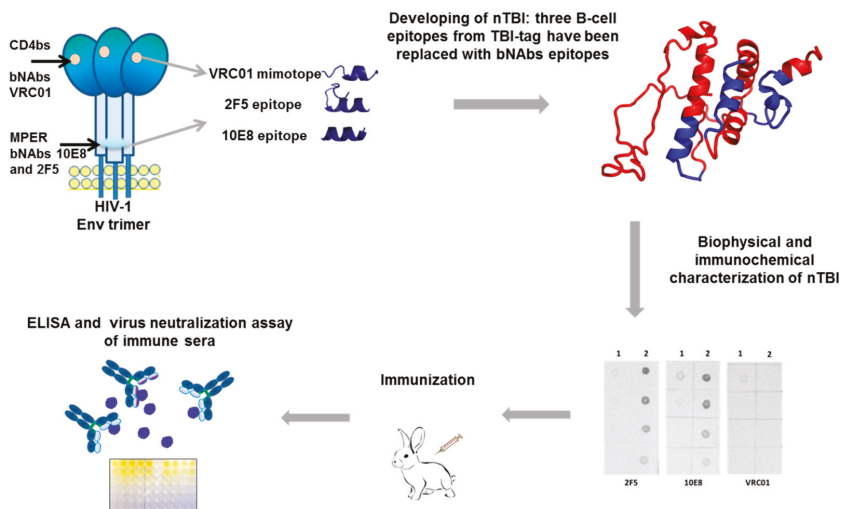 CD4bs
bNAbs
VRC01
MPER
bNAbs 10E8
and 2F5
HIV-1
Env trimer
VRC01 mimotope
2F5 epitope
10E8 epitope
Developing of nTBI: three B-cell
epitopes from TBI-tag have been
replaced with bNAbs epitopes
Biophysical and
immunochemical
characterization of nTBI
1 2 1 2 1 2
2F5 10E8 VRC01
Immunization
ELISA and virus neutralization assay
of immune sera